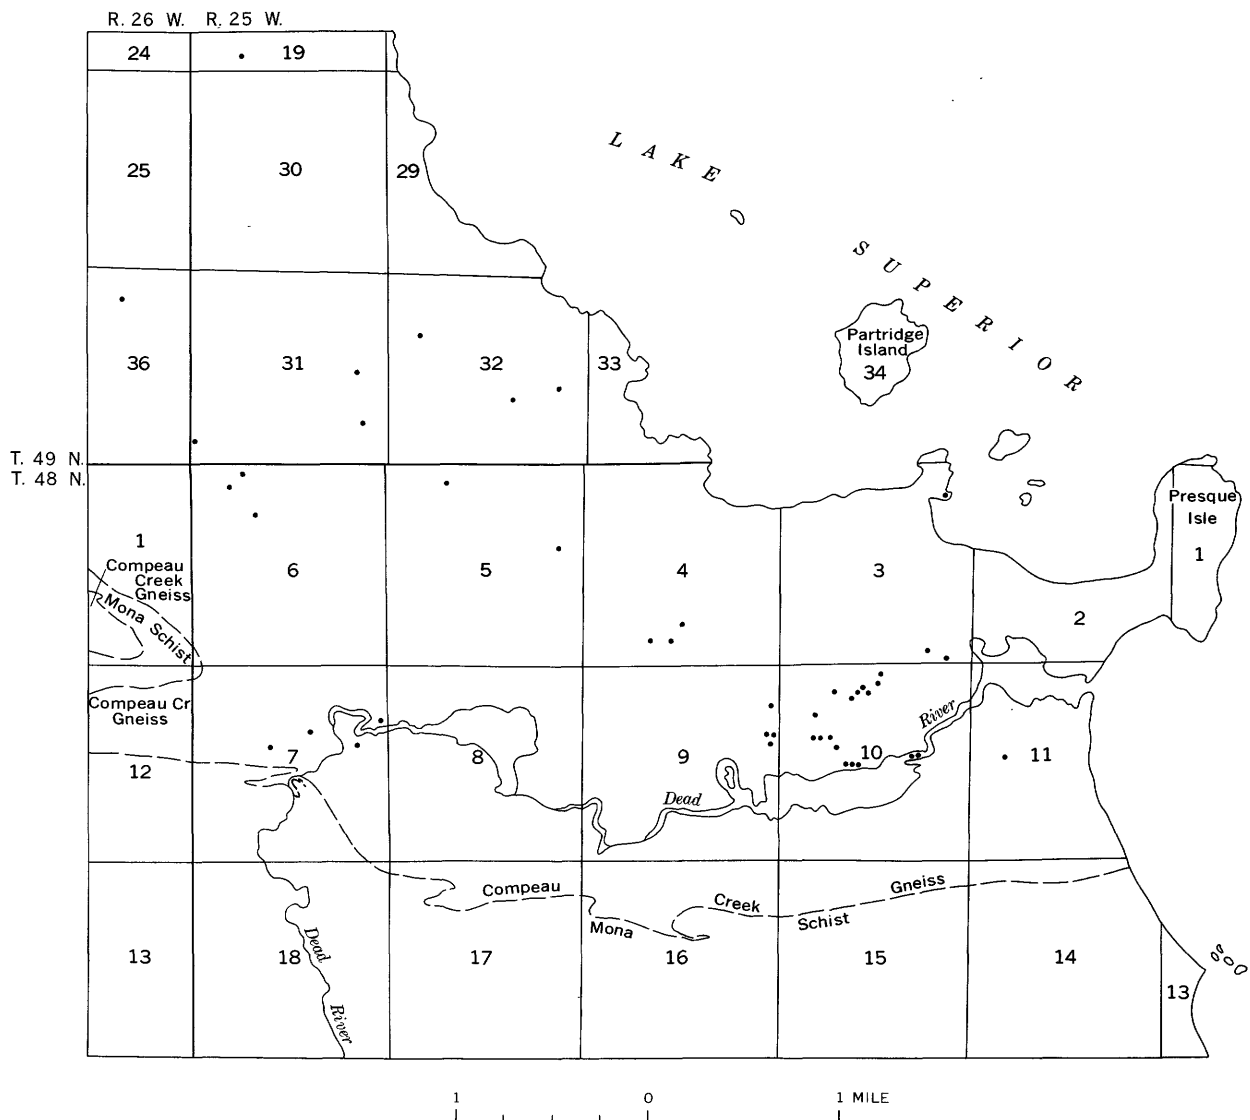 R. 26 W. R. 25 W.
24
19
25
30
29
LAKE
SUPERIOR
36
31
32
33
Partridge
Island
34
T. 49 N.
T. 48 N.
Presque
Isle
1
1
Compeau
Creek
Gneiss
Mona Schist
6
5
4
3
2
Compeau Cr
Gneiss
12
7
8
9
Dead
River
10
11
Compeau
Creek
Gneiss
Mona
Schist
13
Dead
River
18
17
16
15
14
13
1 0 1 MILE